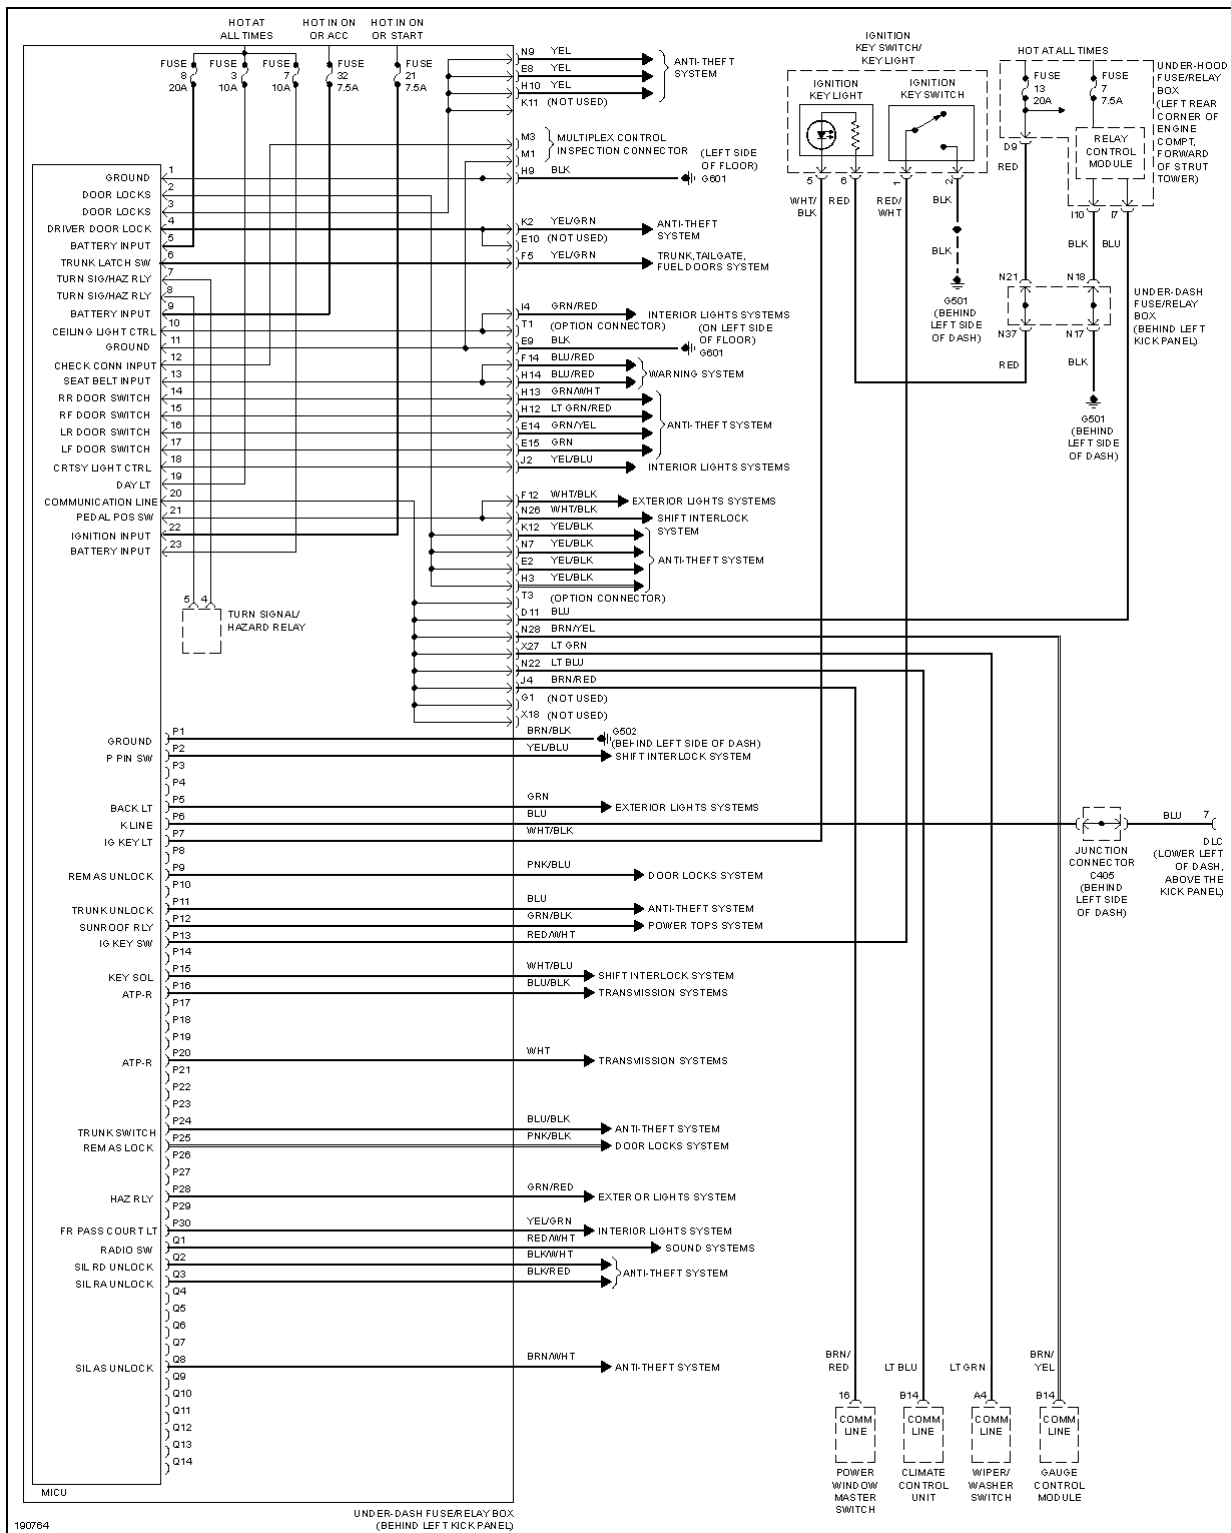 HOT AT
ALL TIMES
HOT IN ON
OR ACC
HOT IN ON
OR START
FUSE
8
20A
FUSE
3
10A
FUSE
7
10A
FUSE
32
7.5A
FUSE
21
7.5A
N9 YEL
E8 YEL
H10 YEL
K11 (NOT USED)
ANTI-THEFT
SYSTEM
M3
M1
MULTIPLEX CONTROL
INSPECTION CONNECTOR
H9 BLK
(LEFT SIDE
OF FLOOR)
G601
K2 YEL/GRN
E10 (NOT USED)
ANTI-THEFT
SYSTEM
F5 YEL/GRN
TRUNK,TAILGATE,
FUEL DOORS SYSTEM
I4 GRN/RED
INTERIOR LIGHTS SYSTEMS
T1 (OPTION CONNECTOR)
E9 BLK
(ON LEFT SIDE
OF FLOOR)
G601
F14 BLU/RED
H14 BLU/RED
WARNING SYSTEM
H13 GRN/WHT
H12 LT GRN/RED
E14 GRN/YEL
E15 GRN
ANTI-THEFT SYSTEM
J2 YEL/BLU
INTERIOR LIGHTS SYSTEMS
F12 WHT/BLK
EXTERIOR LIGHTS SYSTEMS
N26 WHT/BLK
SHIFT INTERLOCK
SYSTEM
K12 YEL/BLK
N7 YEL/BLK
E2 YEL/BLK
H3 YEL/BLK
ANTI-THEFT SYSTEM
T3 (OPTION CONNECTOR)
D11 BLU
N28 BRN/YEL
X27 LT GRN
N22 LT BLU
J4 BRN/RED
G1 (NOT USED)
X18 (NOT USED)
GROUND 1
DOOR LOCKS 2
DOOR LOCKS 3
DRIVER DOOR LOCK 4
BATTERY INPUT 5
TRUNK LATCH SW 6
TURN SIG/HAZ RLY 7
TURN SIG/HAZ RLY 8
BATTERY INPUT 9
CEILING LIGHT CTRL 10
GROUND 11
CHECK CONN INPUT 12
SEAT BELT INPUT 13
RR DOOR SWITCH 14
RF DOOR SWITCH 15
LR DOOR SWITCH 16
LF DOOR SWITCH 17
CRTSY LIGHT CTRL 18
DAY LT 19
COMMUNICATION LINE 20
PEDAL POS SW 21
IGNITION INPUT 22
BATTERY INPUT 23
5 4
TURN SIGNAL/
HAZARD RELAY
IGNITION
KEY SWITCH/
KEY LIGHT
IGNITION
KEY LIGHT
IGNITION
KEY SWITCH
5 6 1 2
WHT/
BLK
RED
RED/
WHT
BLK
BLK
G501
(BEHIND
LEFT SIDE
OF DASH)
HOT AT ALL TIMES
FUSE
13
20A
FUSE
7
7.5A
RELAY
CONTROL
MODULE
UNDER-HOOD
FUSE/RELAY
BOX
(LEFT REAR
CORNER OF
ENGINE
COMPT,
FORWARD
OF STRUT
TOWER)
D9
RED
I10 I7
BLK BLU
N21 N18
N37 N17
UNDER-DASH
FUSE/RELAY
BOX
(BEHIND LEFT
KICK PANEL)
RED
BLK
G501
(BEHIND
LEFT SIDE
OF DASH)
GROUND P1 BRN/BLK
G502
(BEHIND LEFT SIDE OF DASH)
P PIN SW P2 YEL/BLU SHIFT INTERLOCK SYSTEM
P3
P4
BACK LT P5 GRN EXTERIOR LIGHTS SYSTEMS
K LINE P6 BLU
IG KEY LT P7 WHT/BLK
P8
REM AS UNLOCK P9 PNK/BLU DOOR LOCKS SYSTEM
P10
TRUNK UNLOCK P11 BLU ANTI-THEFT SYSTEM
SUNROOF RLY P12 GRN/BLK POWER TOPS SYSTEM
IG KEY SW P13 RED/WHT
P14
KEY SOL P15 WHT/BLU SHIFT INTERLOCK SYSTEM
ATP-R P16 BLU/BLK TRANSMISSION SYSTEMS
P17
P18
P19
ATP-R P20 WHT TRANSMISSION SYSTEMS
P21
P22
P23
TRUNK SWITCH P24 BLU/BLK ANTI-THEFT SYSTEM
REM AS LOCK P25 PNK/BLK DOOR LOCKS SYSTEM
P26
P27
HAZ RLY P28 GRN/RED EXTERIOR LIGHTS SYSTEM
P29
FR PASS COURT LT P30 YEL/GRN INTERIOR LIGHTS SYSTEM
RADIO SW Q1 RED/WHT SOUND SYSTEMS
SIL RD UNLOCK Q2 BLK/WHT
SIL RA UNLOCK Q3 BLK/RED
ANTI-THEFT SYSTEM
Q4
Q5
Q6
Q7
SIL AS UNLOCK Q8 BRN/WHT ANTI-THEFT SYSTEM
Q9
Q10
Q11
Q12
Q13
Q14
BLU 7
JUNCTION
CONNECTOR
C405
(BEHIND
LEFT SIDE
OF DASH)
DLC
(LOWER LEFT
OF DASH,
ABOVE THE
KICK PANEL)
BRN/
RED
LT BLU
LT GRN
BRN/
YEL
16 B14 A4 B14
COMM
LINE
COMM
LINE
COMM
LINE
COMM
LINE
POWER
WINDOW
MASTER
SWITCH
CLIMATE
CONTROL
UNIT
WIPER/
WASHER
SWITCH
GAUGE
CONTROL
MODULE
MICU
UNDER-DASH FUSE/RELAY BOX
(BEHIND LEFT KICK PANEL)
190764